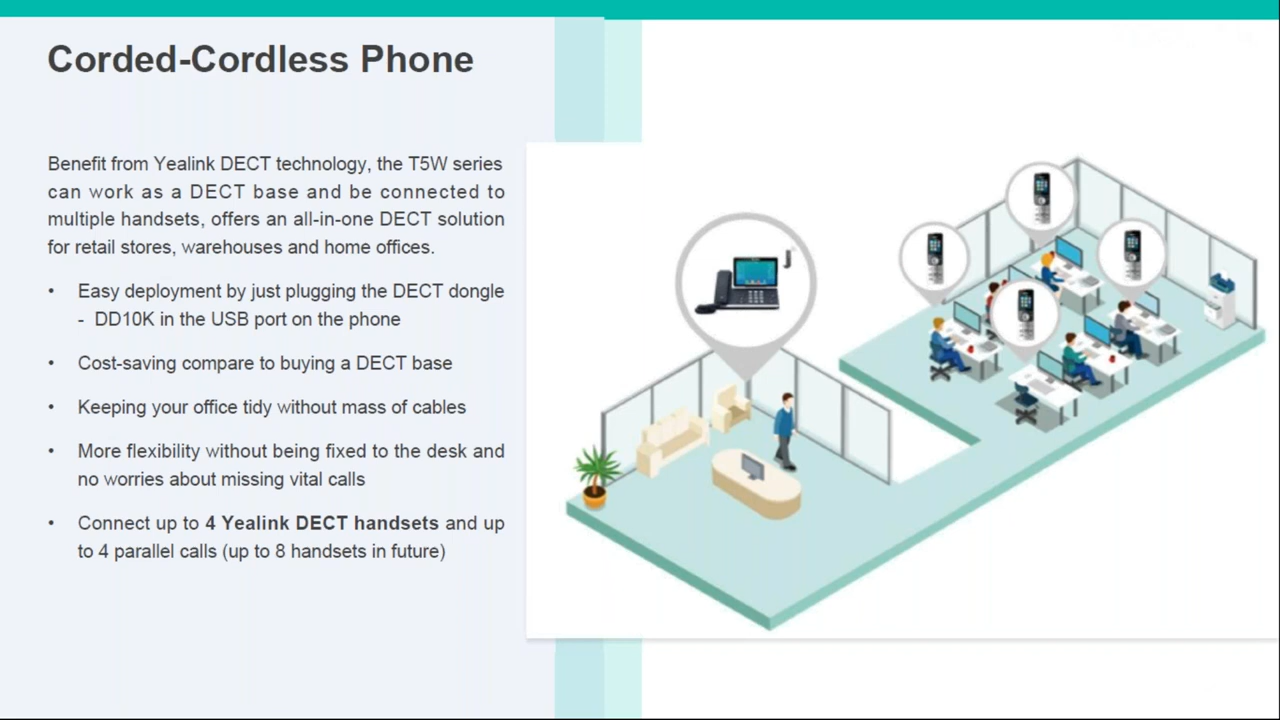 Corded-Cordless Phone
Benefit from Yealink DECT technology, the T5W series
can work as a DECT base and be connected to
multiple handsets, offers an all-in-one DECT solution
for retail stores, warehouses and home offices.
• Easy deployment by just plugging the DECT dongle
- DD10K in the USB port on the phone
• Cost-saving compare to buying a DECT base
• Keeping your office tidy without mass of cables
• More flexibility without being fixed to the desk and
no worries about missing vital calls
• Connect up to 4 Yealink DECT handsets and up
to 4 parallel calls (up to 8 handsets in future)